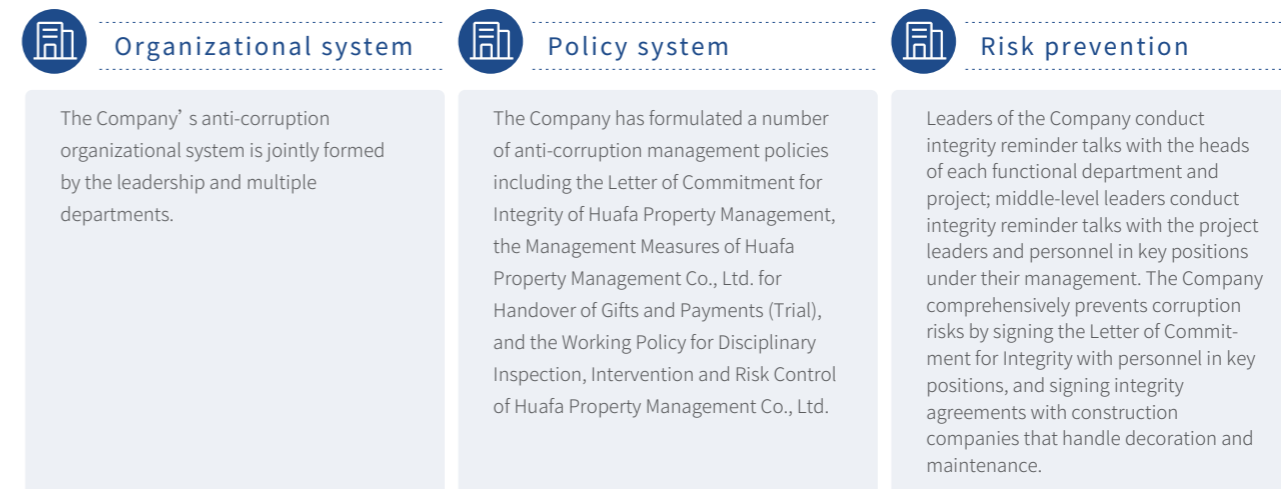 Organizational system
The Company’ s anti-corruption
organizational system is jointly formed
by the leadership and multiple
departments.
Policy system
The Company has formulated a number
of anti-corruption management policies
including the Letter of Commitment for
Integrity of Huafa Property Management,
the Management Measures of Huafa
Property Management Co., Ltd. for
Handover of Gifts and Payments (Trial),
and the Working Policy for Disciplinary
Inspection, Intervention and Risk Control
of Huafa Property Management Co., Ltd.
Risk prevention
Leaders of the Company conduct
integrity reminder talks with the heads
of each functional department and
project; middle-level leaders conduct
integrity reminder talks with the project
leaders and personnel in key positions
under their management. The Company
comprehensively prevents corruption
risks by signing the Letter of Commit-
ment for Integrity with personnel in key
positions, and signing integrity
agreements with construction
companies that handle decoration and
maintenance.